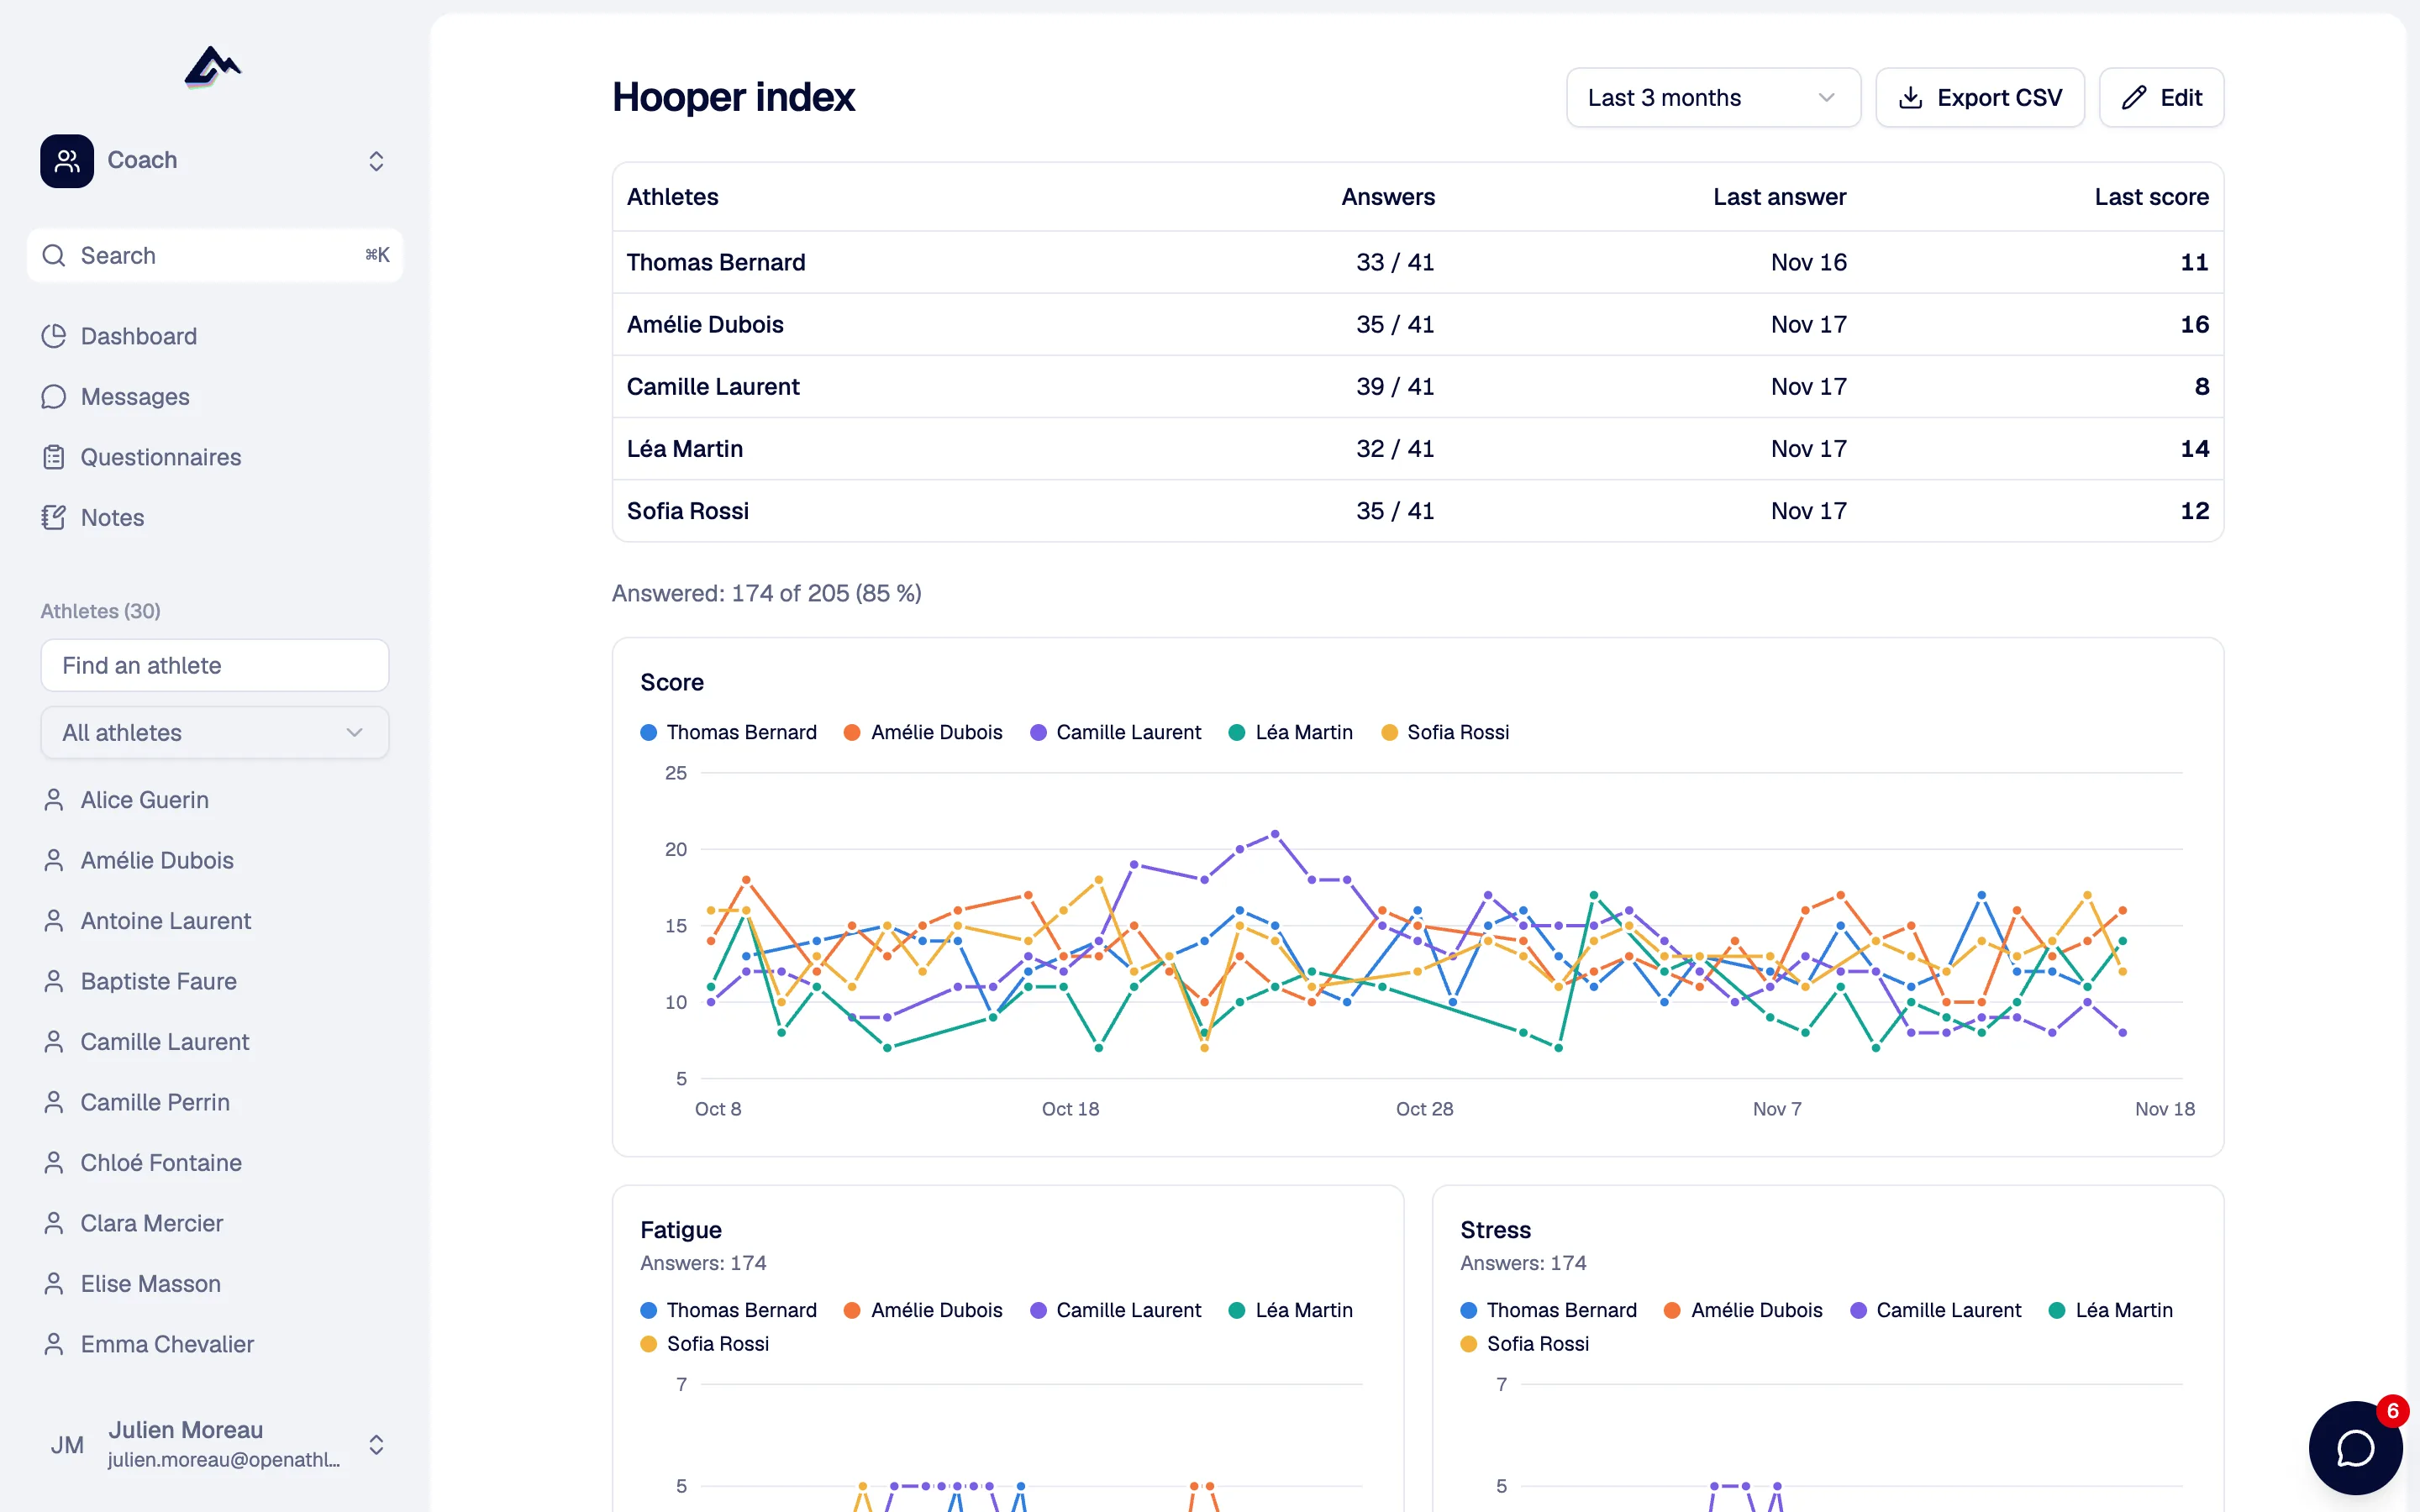 Coach
Search ⌘K
Dashboard
Messages
Questionnaires
Notes
Athletes (30)
Find an athlete
All athletes
Alice Guerin
Amélie Dubois
Antoine Laurent
Baptiste Faure
Camille Laurent
Camille Perrin
Chloé Fontaine
Clara Mercier
Elise Masson
Emma Chevalier
JM Julien Moreau
julien.moreau@openathl...
Hooper index
Last 3 months Export CSV Edit
Athletes Answers Last answer Last score
Thomas Bernard 33 / 41 Nov 16 11
Amélie Dubois 35 / 41 Nov 17 16
Camille Laurent 39 / 41 Nov 17 8
Léa Martin 32 / 41 Nov 17 14
Sofia Rossi 35 / 41 Nov 17 12
Answered: 174 of 205 (85 %)
Score
Thomas Bernard Amélie Dubois Camille Laurent Léa Martin Sofia Rossi
25
20
15
10
5
Oct 8 Oct 18 Oct 28 Nov 7 Nov 18
Fatigue
Answers: 174
Thomas Bernard Amélie Dubois Camille Laurent Léa Martin
Sofia Rossi
7
5
Stress
Answers: 174
Thomas Bernard Amélie Dubois Camille Laurent Léa Martin
Sofia Rossi
7
5
6